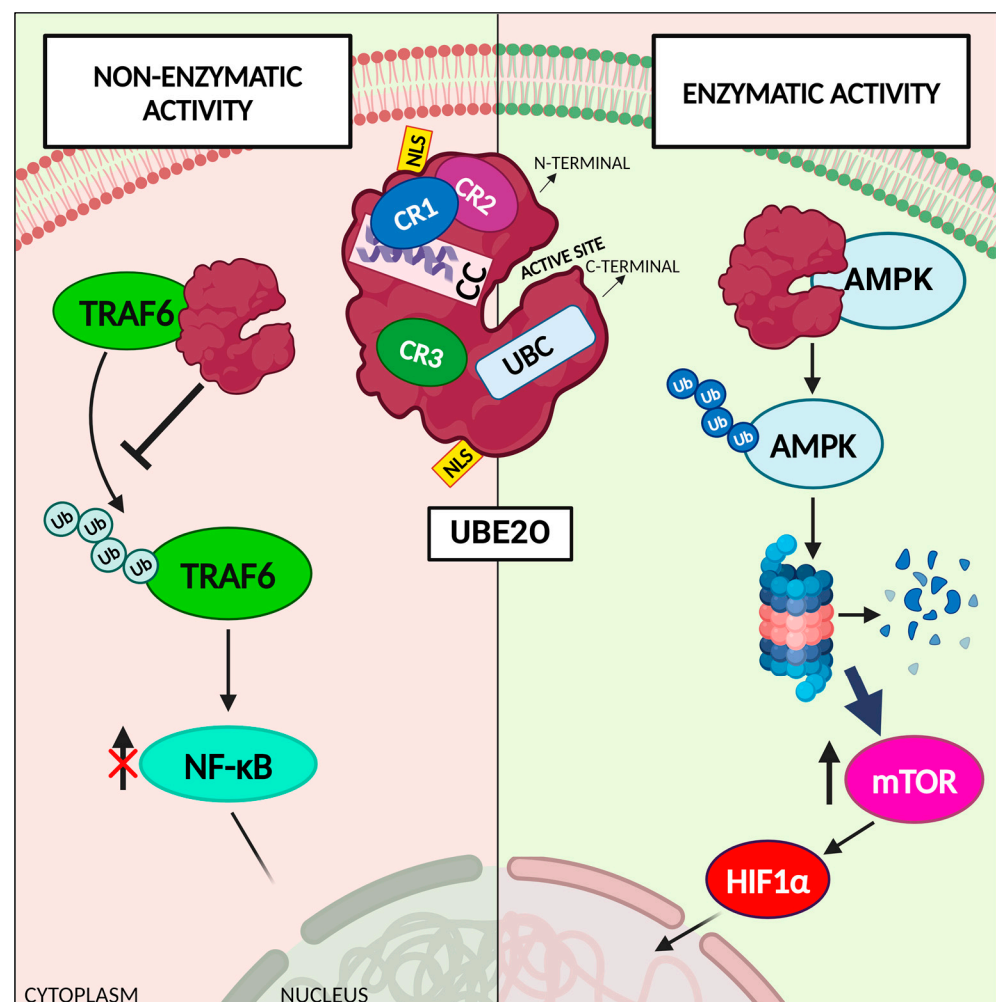 NON-ENZYMATIC
ACTIVITY
ENZYMATIC ACTIVITY
NLS
N-TERMINAL
CR1
CR2
CC
ACTIVE SITE
C-TERMINAL
CR3
UBC
NLS
UBE2O
TRAF6
Ub
Ub
Ub
Ub
TRAF6
NF-κB
AMPK
Ub
Ub
Ub
Ub
AMPK
mTOR
HIF1α
CYTOPLASM
NUCLEUS